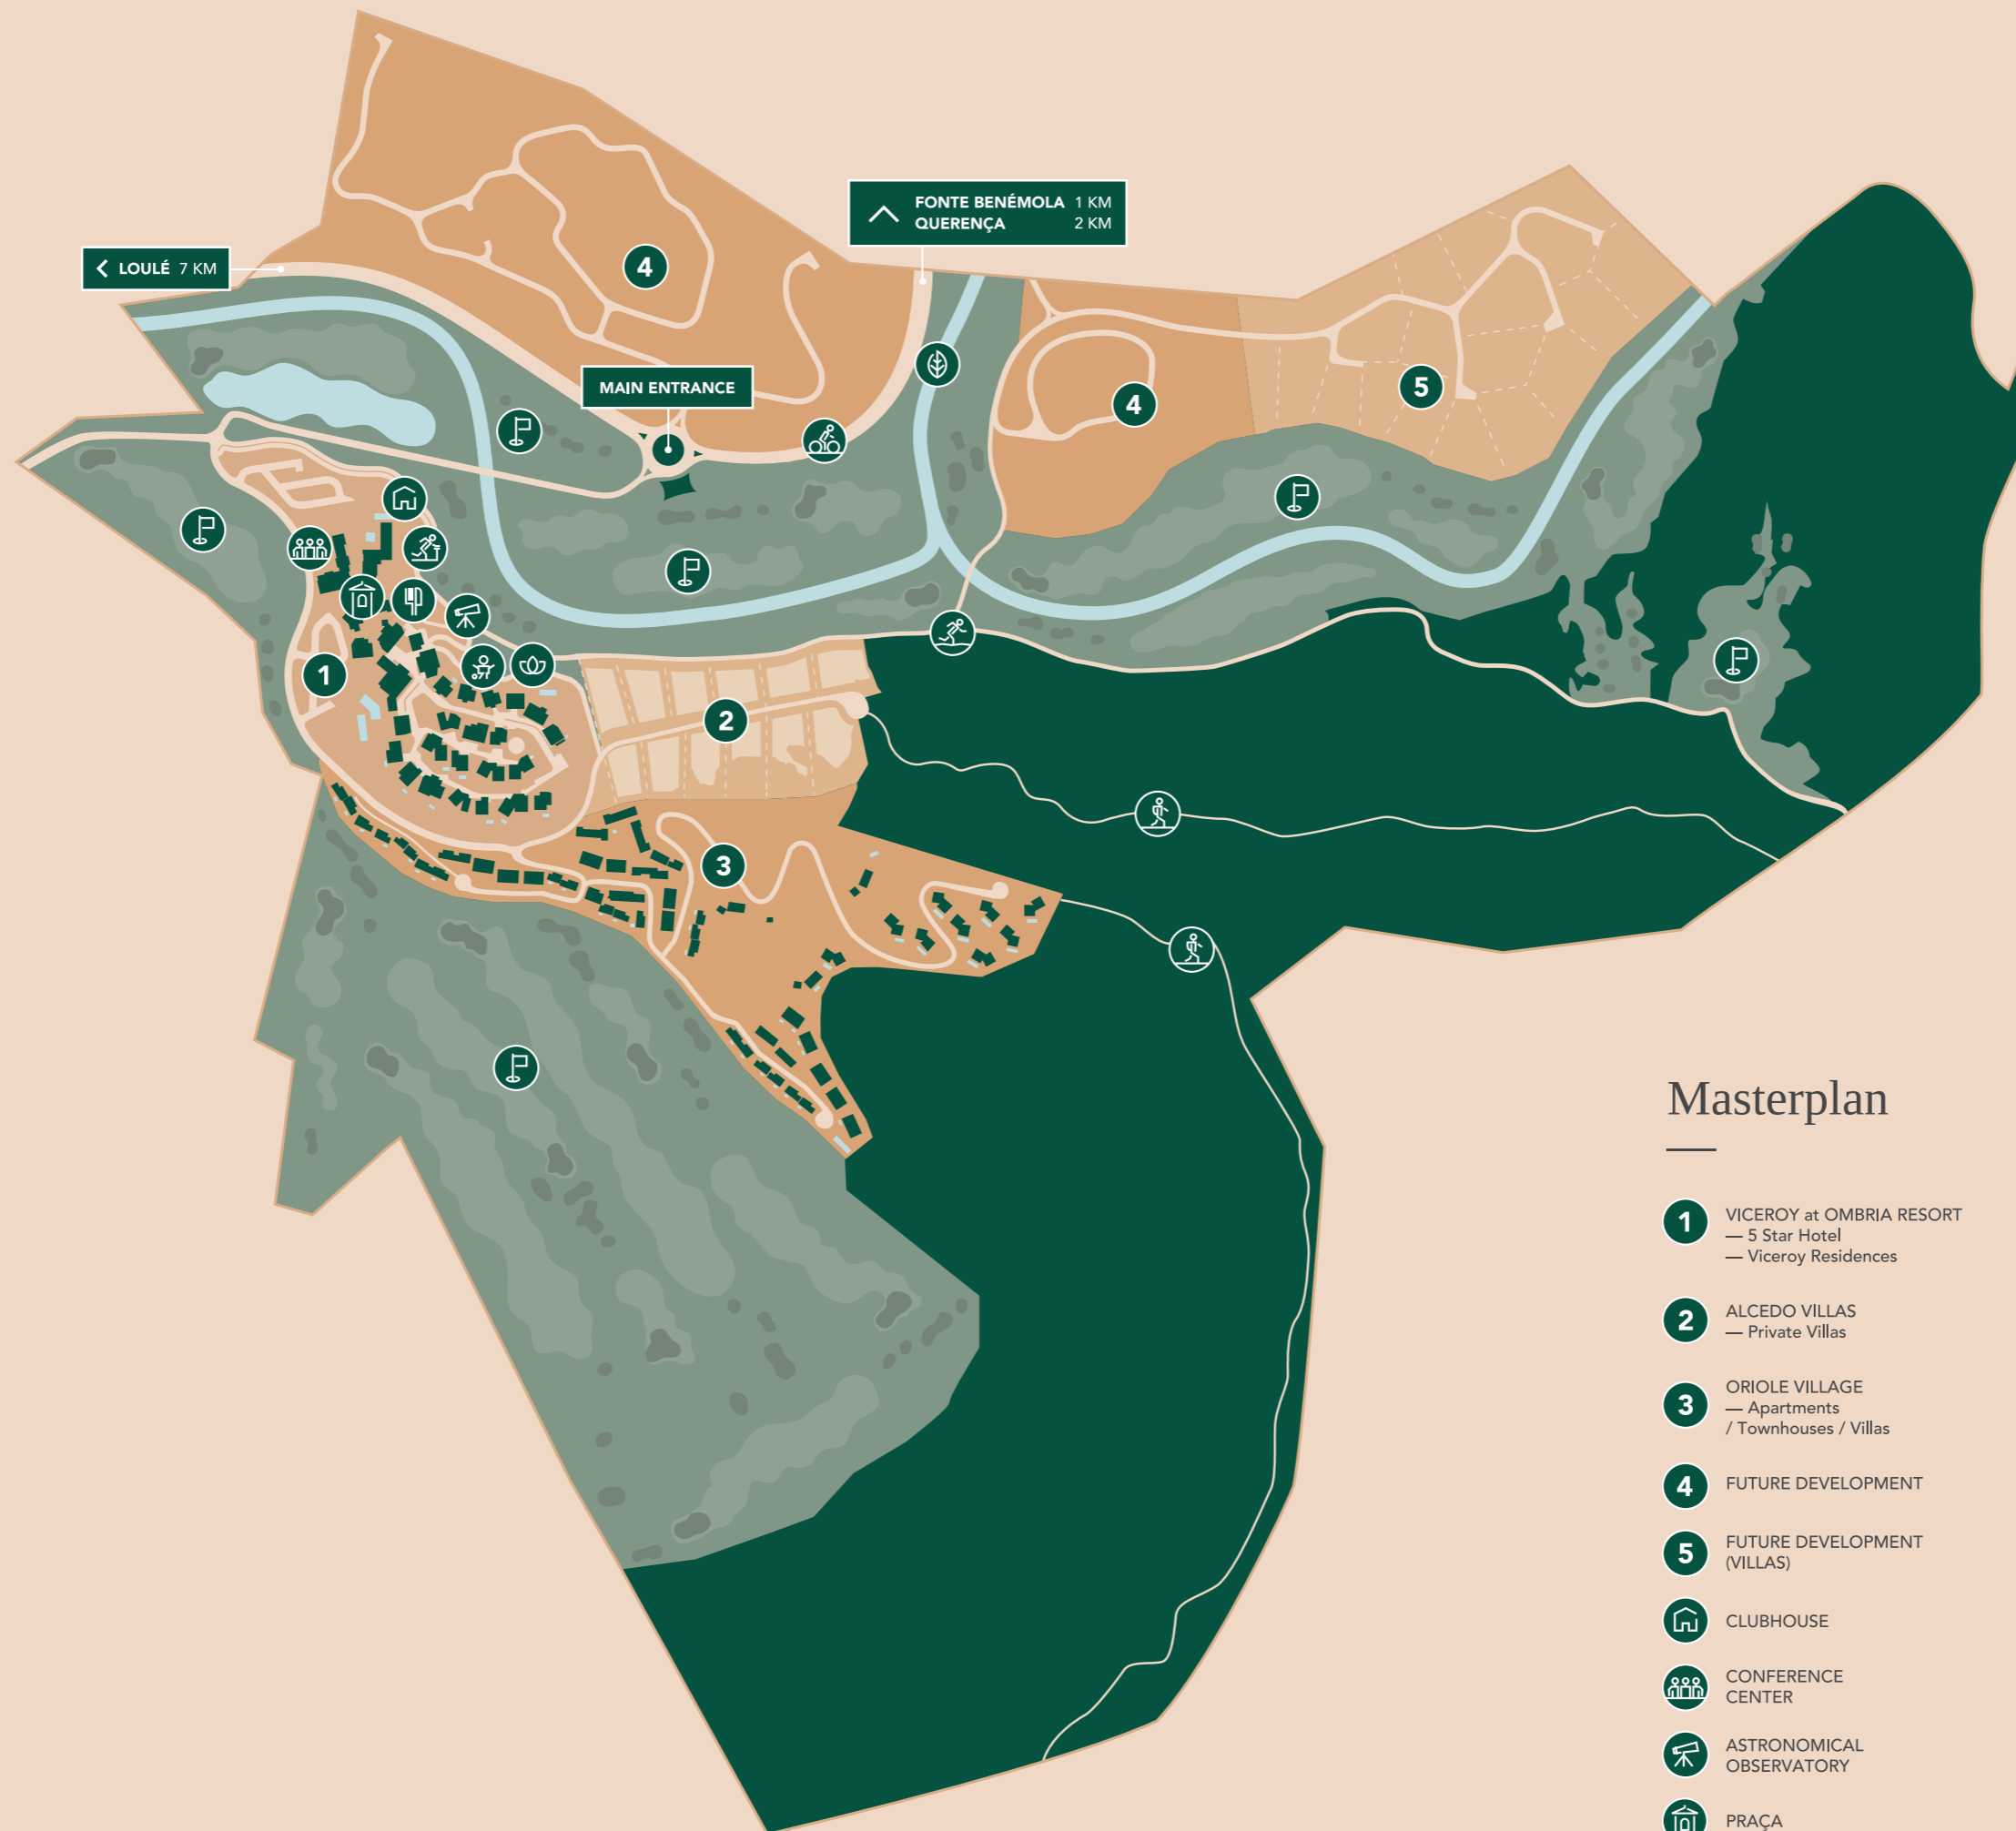 FONTE BENÉMOLA 1 KM
QUERENÇA 2 KM
LOULÉ 7 KM
4
MAIN ENTRANCE
4
5
1
2
3
Masterplan
1 VICEROY at OMBRIA RESORT
— 5 Star Hotel
— Viceroy Residences
2 ALCEDO VILLAS
— Private Villas
3 ORIOLE VILLAGE
— Apartments
/ Townhouses / Villas
4 FUTURE DEVELOPMENT
5 FUTURE DEVELOPMENT
(VILLAS)
CLUBHOUSE
CONFERENCE
CENTER
ASTRONOMICAL
OBSERVATORY
PRAÇA